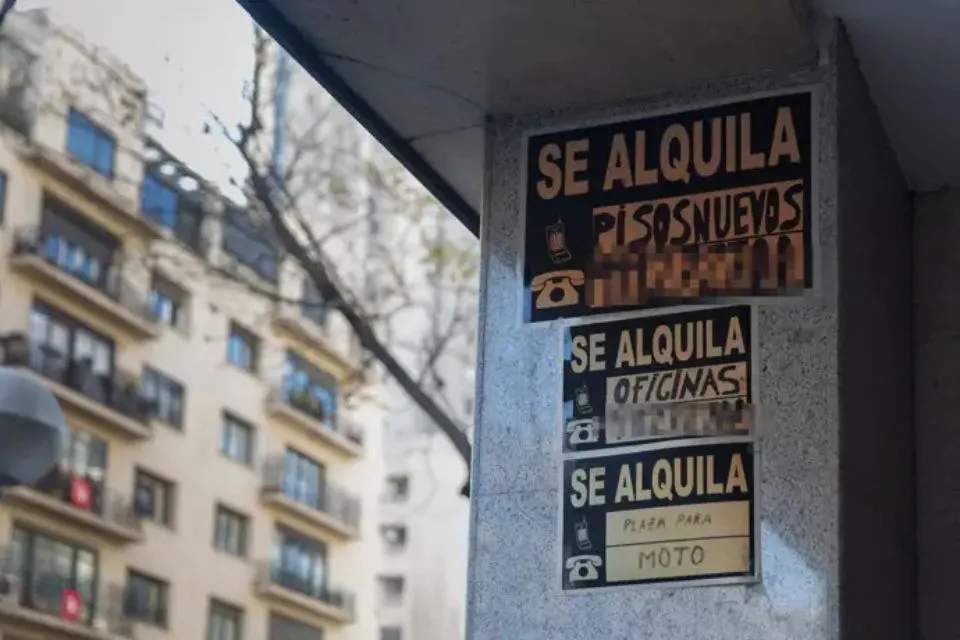 SE ALQUILA
PISOS NUEVOS
SE ALQUILA
OFICINAS
SE ALQUILA
PLAZA PARA
MOTO